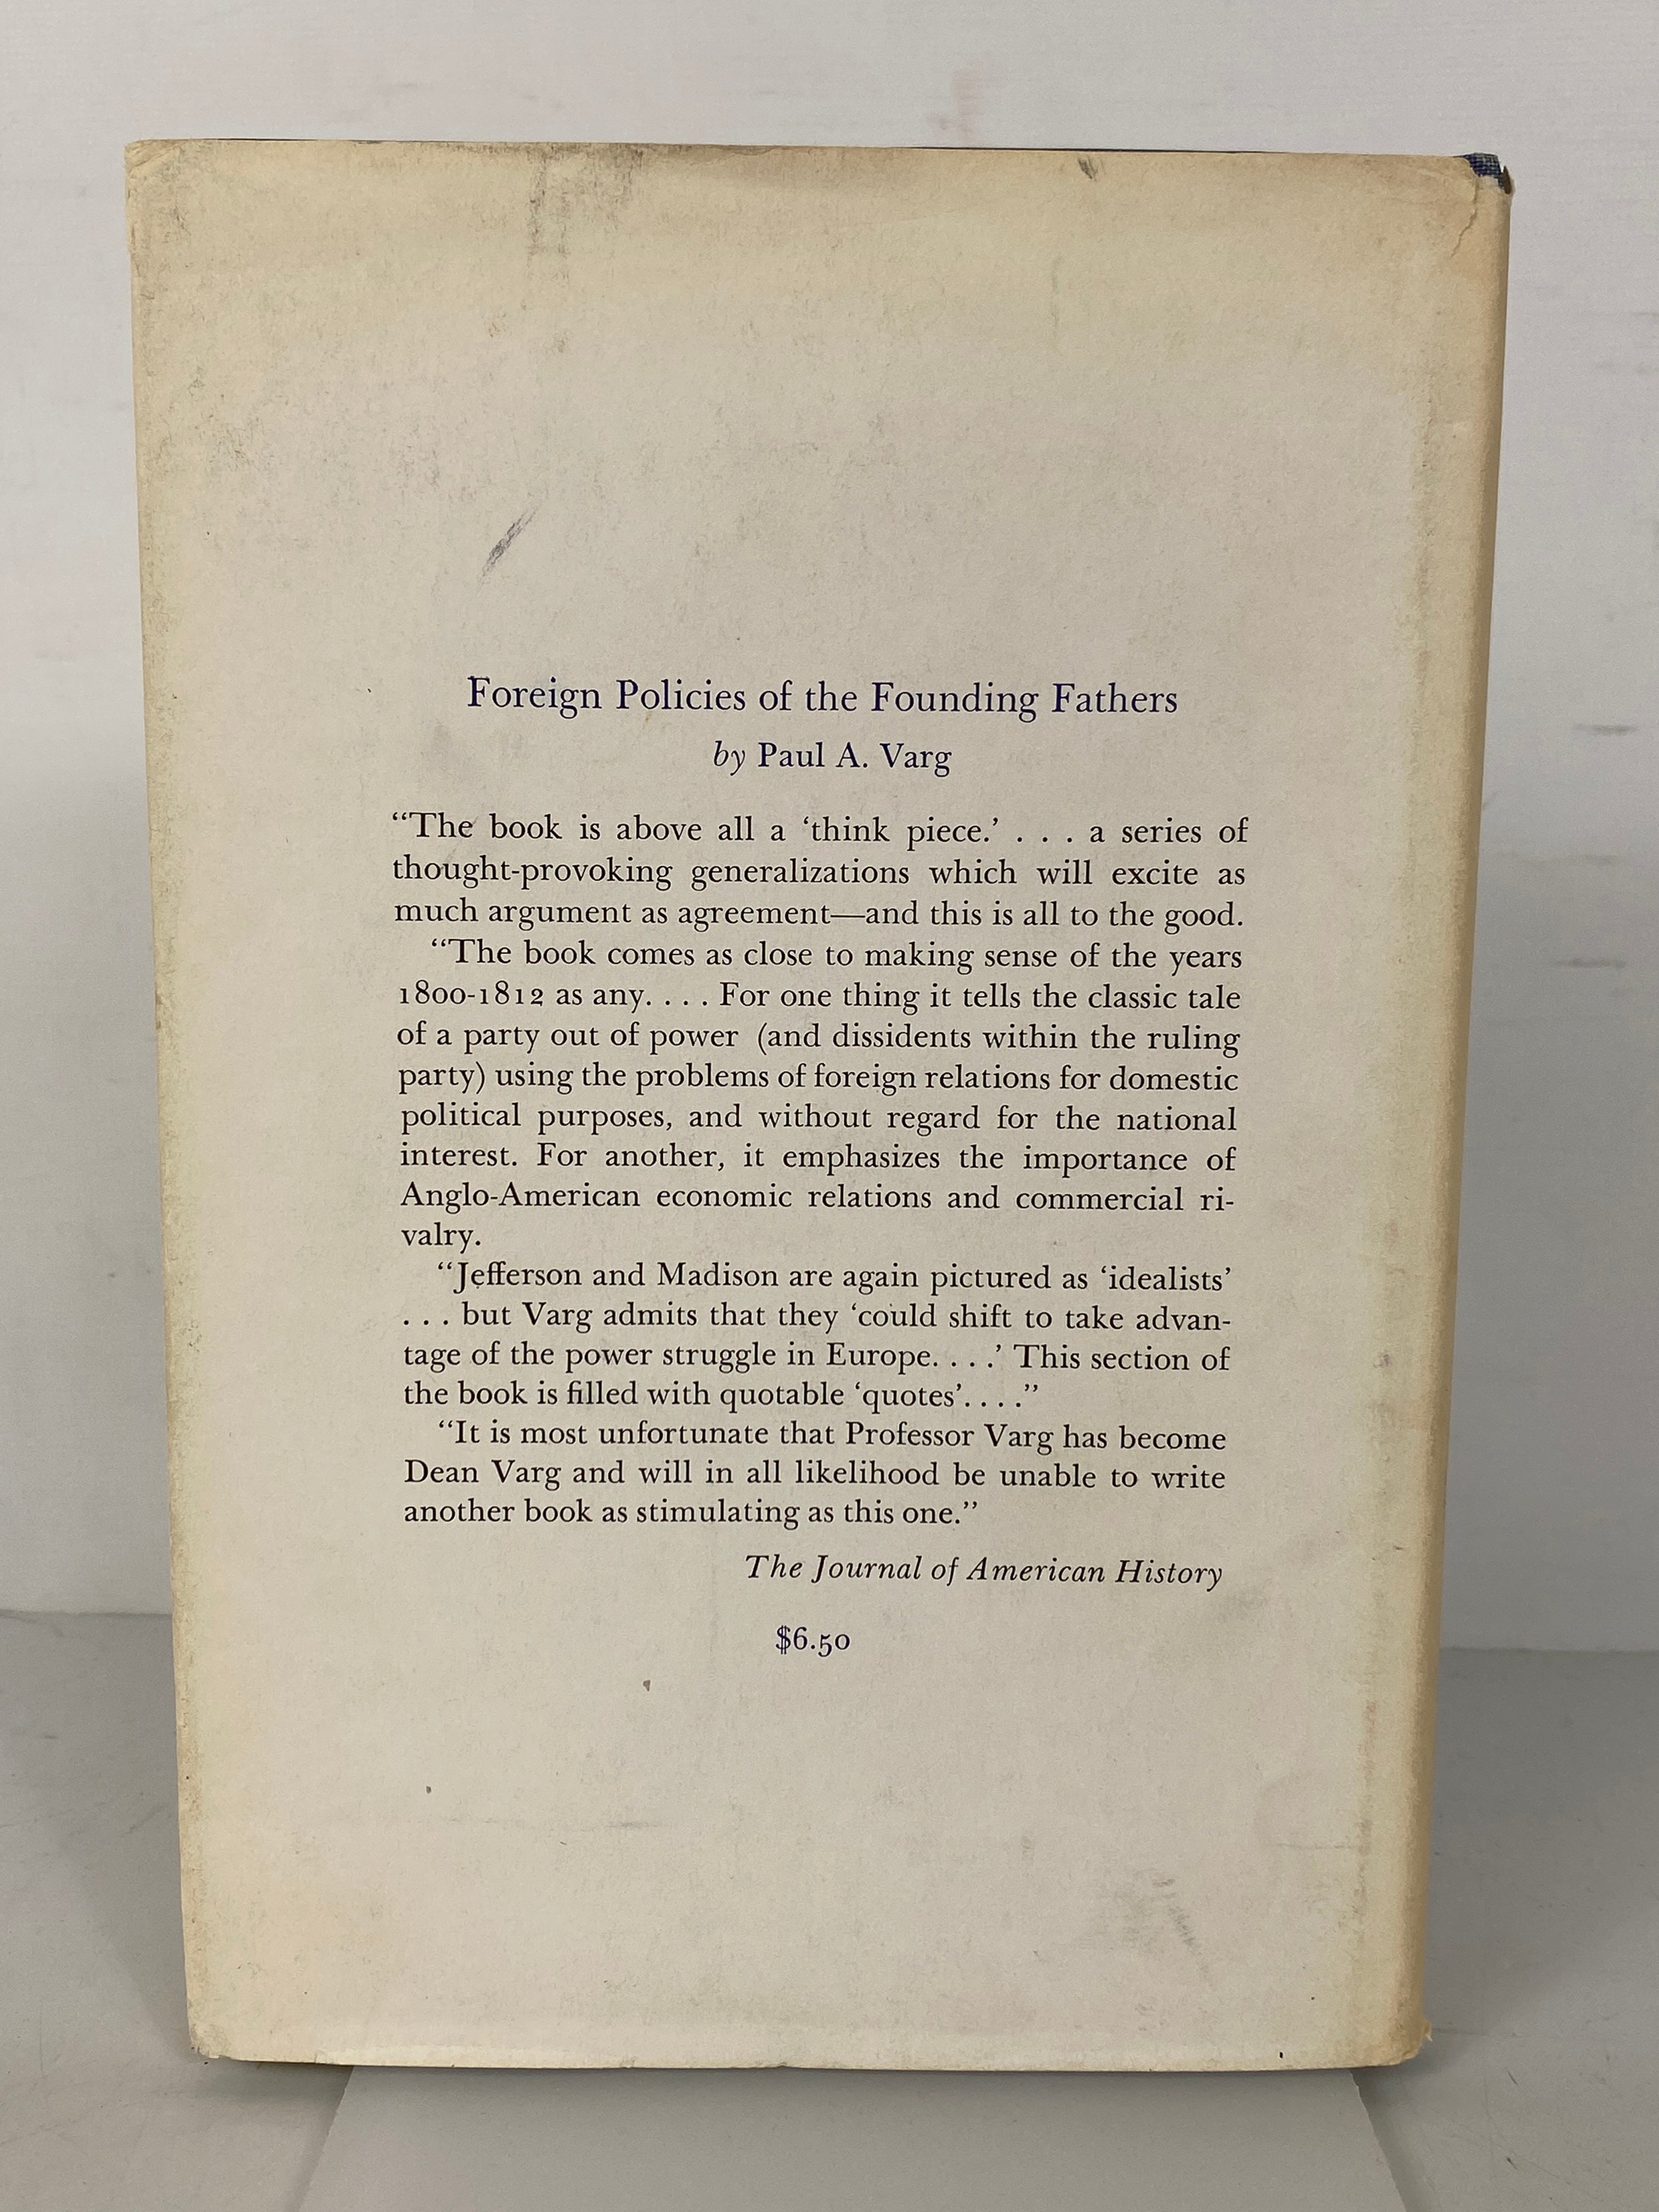 Foreign Policies of the Founding Fathers
by Paul A. Varg
“The book is above all a ‘think piece.’ . . . a series of
thought-provoking generalizations which will excite as
much argument as agreement—and this is all to the good.
“The book comes as close to making sense of the years
1800-1812 as any. . . . For one thing it tells the classic tale
of a party out of power (and dissidents within the ruling
party) using the problems of foreign relations for domestic
political purposes, and without regard for the national
interest. For another, it emphasizes the importance of
Anglo-American economic relations and commercial ri-
valry.
“Jefferson and Madison are again pictured as ‘idealists’
. . . but Varg admits that they ‘could shift to take advan-
tage of the power struggle in Europe. . . .’ This section of
the book is filled with quotable ‘quotes’. . . .”
“It is most unfortunate that Professor Varg has become
Dean Varg and will in all likelihood be unable to write
another book as stimulating as this one.”
The Journal of American History
$6.50